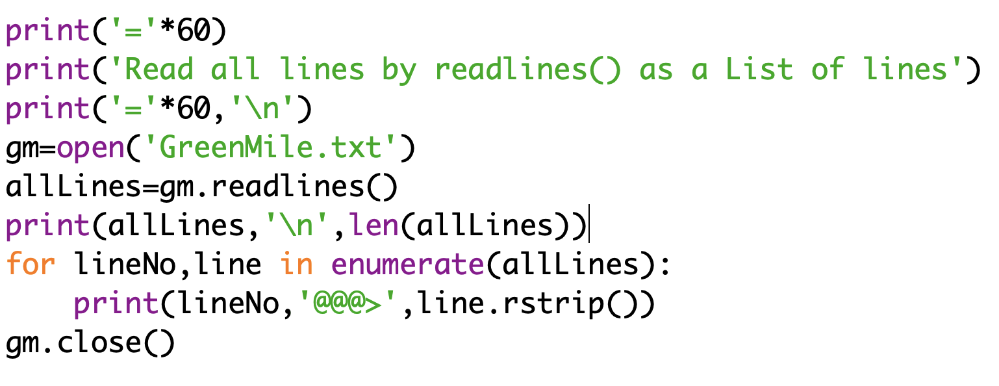 print('='*60)
print('Read all lines by readlines() as a List of lines')
print('='*60,'\n')
gm=open('GreenMile.txt')
allLines=gm.readlines()
print(allLines,'\n',len(allLines))
for lineNo,line in enumerate(allLines):
    print(lineNo,'@@@>',line.rstrip())
gm.close()